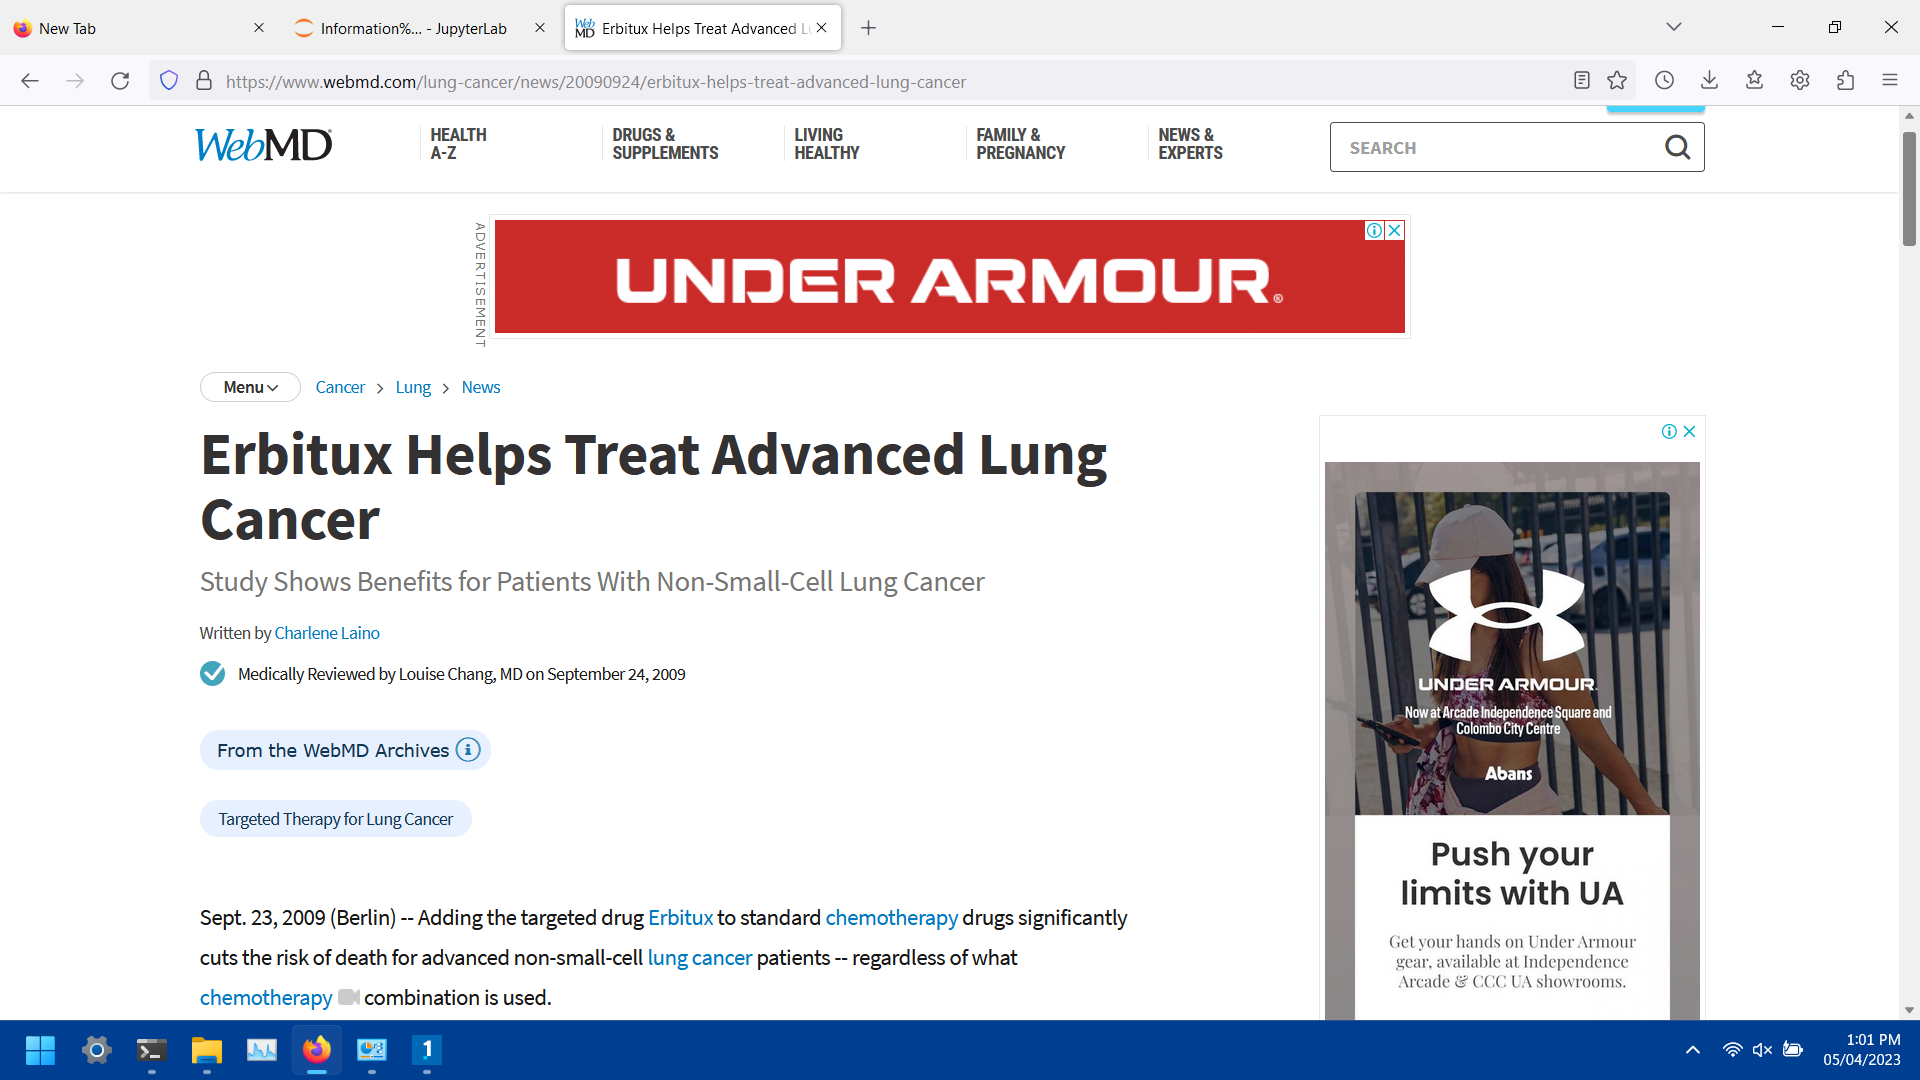 New Tab
Information%... - JupyterLab
Web MD Erbitux Helps Treat Advanced Lu
https://www.webmd.com/lung-cancer/news/20090924/erbitux-helps-treat-advanced-lung-cancer
WebMD
HEALTH
A-Z
DRUGS &
SUPPLEMENTS
LIVING
HEALTHY
FAMILY &
PREGNANCY
NEWS &
EXPERTS
SEARCH
ADVERTISEMENT
UNDER ARMOUR®
Menu
Cancer > Lung > News
Erbitux Helps Treat Advanced Lung
Cancer
Study Shows Benefits for Patients With Non-Small-Cell Lung Cancer
Written by Charlene Laino
Medically Reviewed by Louise Chang, MD on September 24, 2009
From the WebMD Archives
Targeted Therapy for Lung Cancer
Sept. 23, 2009 (Berlin) -- Adding the targeted drug Erbitux to standard chemotherapy drugs significantly
cuts the risk of death for advanced non-small-cell lung cancer patients -- regardless of what
chemotherapy combination is used.
UNDER ARMOUR.
Now at Arcade Independence Square and
Colombo City Centre
Abans
Push your
limits with UA
Get your hands on Under Armour
gear, available at Independence
Arcade & CCC UA showrooms.
1
1:01 PM
05/04/2023